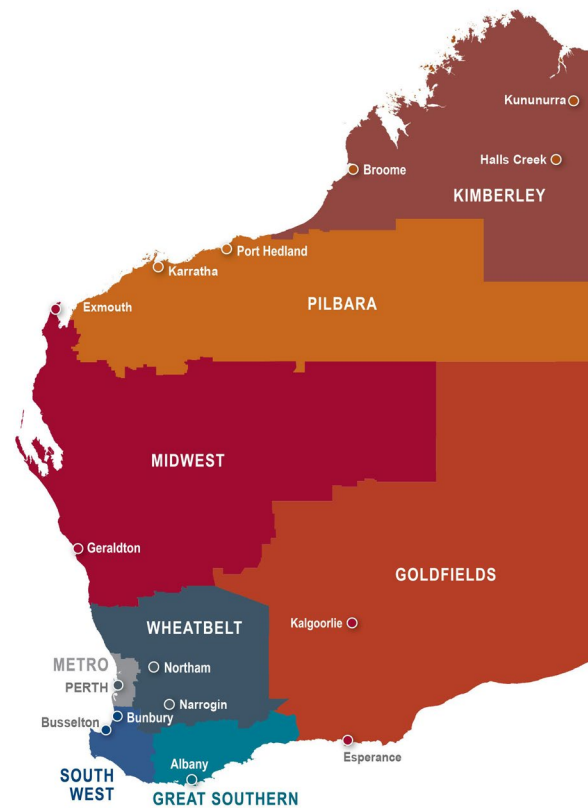 Kununurra
Halls Creek
Broome
KIMBERLEY
Port Hedland
Karratha
Exmouth
PILBARA
MIDWEST
Geraldton
GOLDFIELDS
Kalgoorlie
WHEATBELT
METRO
Northam
PERTH
Narrogin
Bunbury
Busselton
Esperance
Albany
SOUTH
WEST
GREAT SOUTHERN